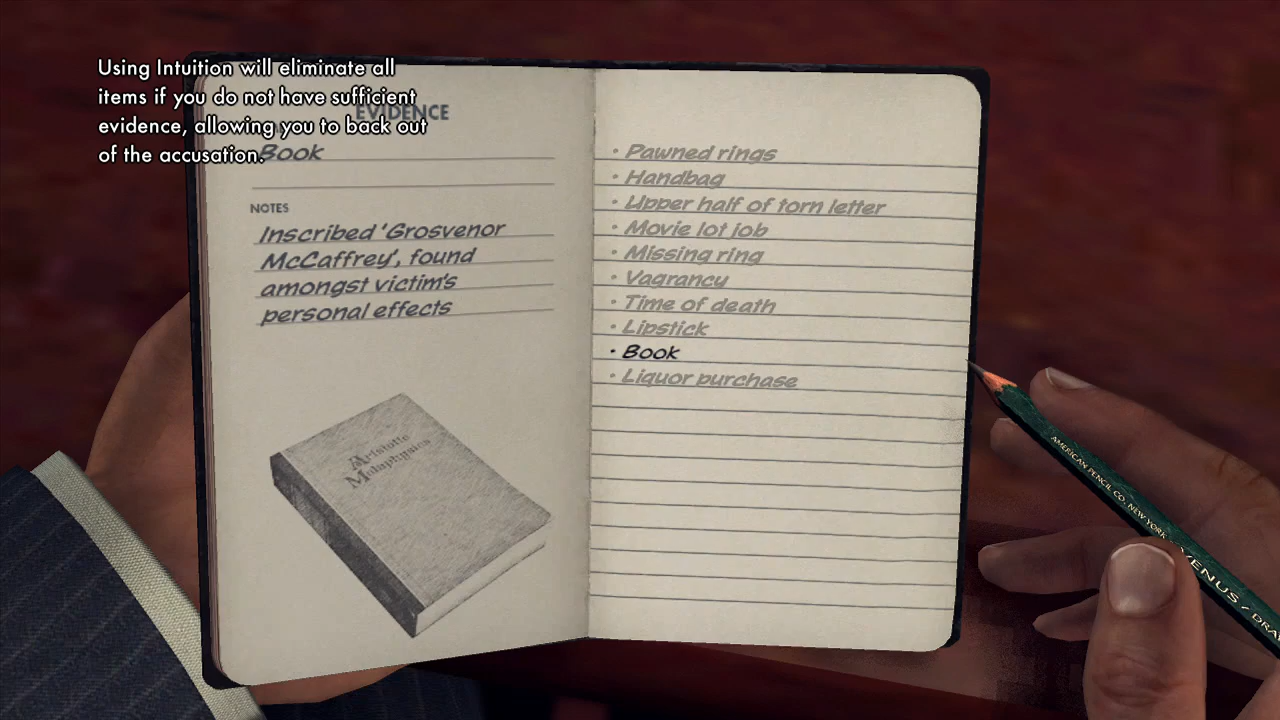 Using Intuition will eliminate all
items if you do not have sufficient
evidence, allowing you to back out
of the accusation.
EVIDENCE
Book
NOTES
Inscribed 'Grosvenor
McCaffrey', found
amongst victim's
personal effects
Aristotle
Metaphysics
• Pawned rings
• Handbag
• Upper half of torn letter
• Movie lot job
• Missing ring
• Vagrancy
• Time of death
• Lipstick
• Book
• Liquor purchase
AMERICAN PENCIL CO. NEW YORK
VENUS / DRA